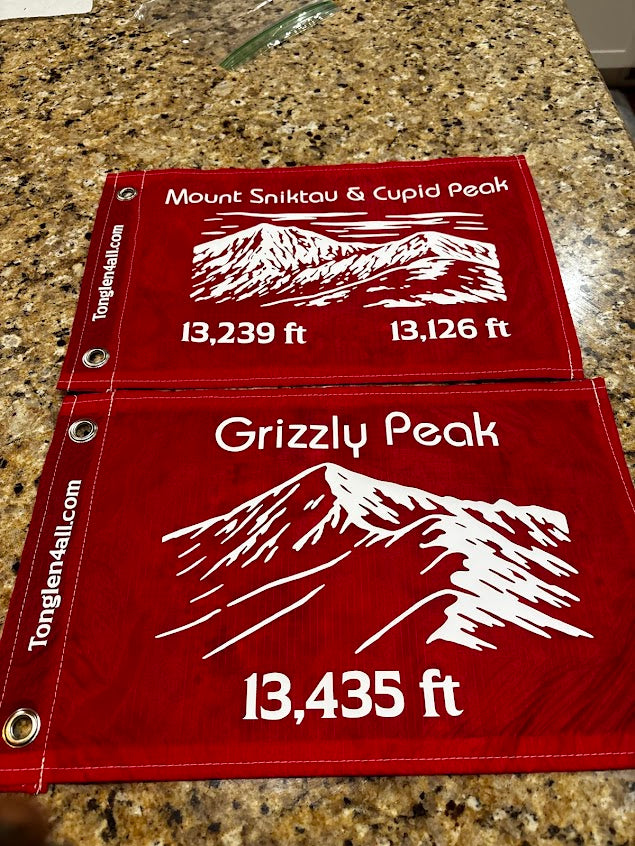 Mount Sniktau & Cupid Peak
13,239 ft 13,126 ft
Tonglen4all.com
Grizzly Peak
13,435 ft
Tonglen4all.com